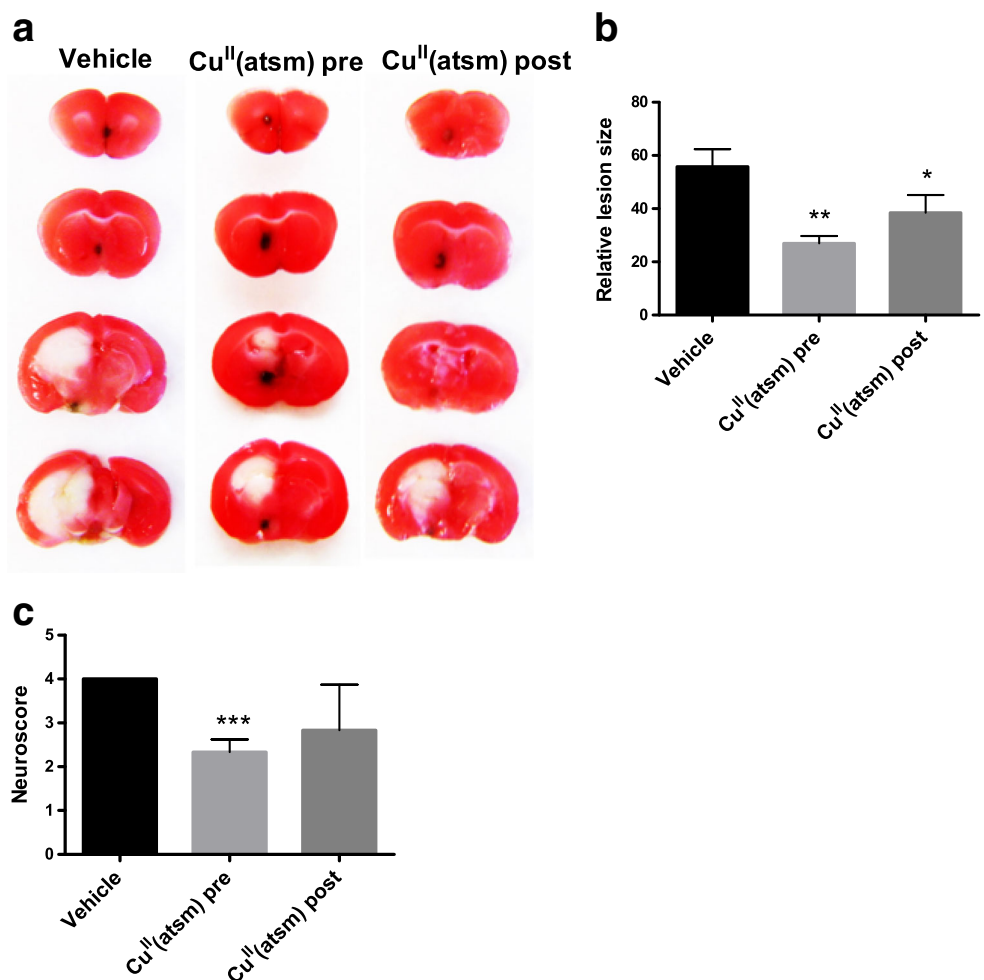 a
Vehicle Cu^II(atsm) pre Cu^II(atsm) post
b
Relative lesion size
80
60
40
20
0
**
*
Vehicle
Cu^II(atsm) pre
Cu^II(atsm) post
c
Neuroscore
5
4
3
2
1
0
***
Vehicle
Cu^II(atsm) pre
Cu^II(atsm) post